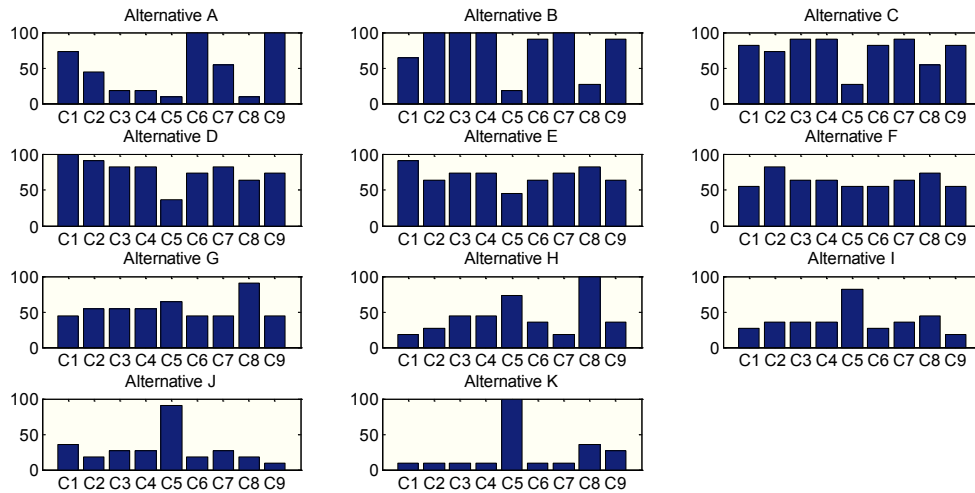 Alternative A
100
50
0
C1 C2 C3 C4 C5 C6 C7 C8 C9
Alternative B
100
50
0
C1 C2 C3 C4 C5 C6 C7 C8 C9
Alternative C
100
50
0
C1 C2 C3 C4 C5 C6 C7 C8 C9
Alternative D
100
50
0
C1 C2 C3 C4 C5 C6 C7 C8 C9
Alternative E
100
50
0
C1 C2 C3 C4 C5 C6 C7 C8 C9
Alternative F
100
50
0
C1 C2 C3 C4 C5 C6 C7 C8 C9
Alternative G
100
50
0
C1 C2 C3 C4 C5 C6 C7 C8 C9
Alternative H
100
50
0
C1 C2 C3 C4 C5 C6 C7 C8 C9
Alternative I
100
50
0
C1 C2 C3 C4 C5 C6 C7 C8 C9
Alternative J
100
50
0
C1 C2 C3 C4 C5 C6 C7 C8 C9
Alternative K
100
50
0
C1 C2 C3 C4 C5 C6 C7 C8 C9